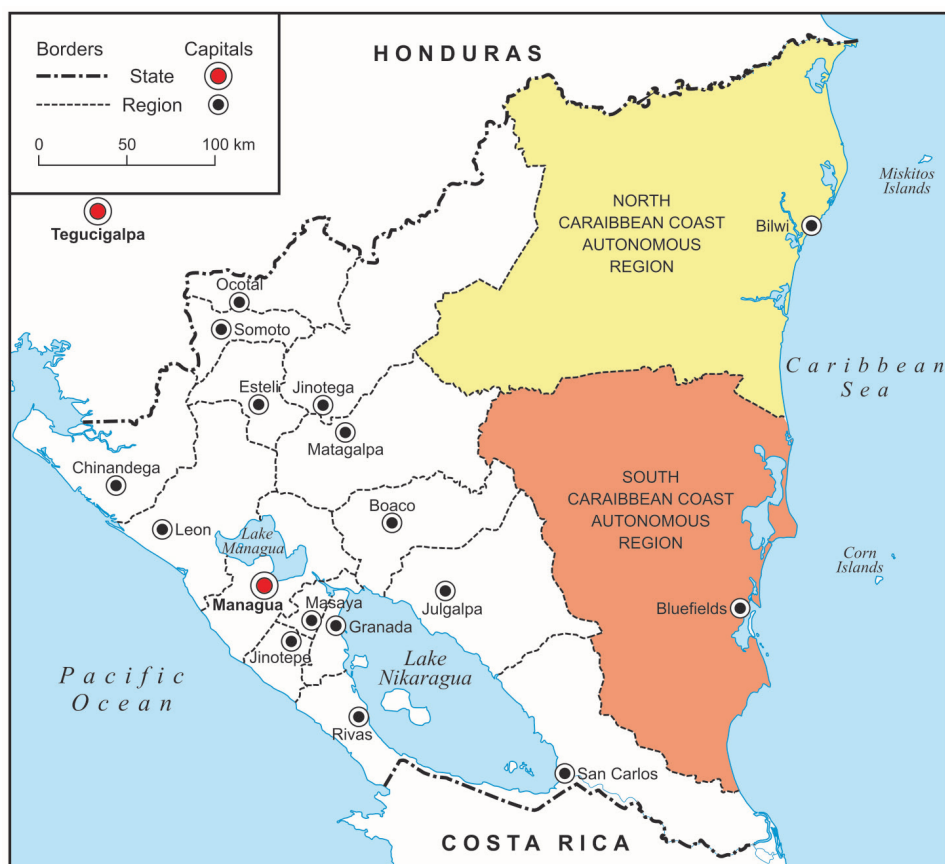 Borders Capitals
State
Region
0 50 100 km
HONDURAS
Tegucigalpa
Miskitos
Islands
NORTH
CARAIBBEAN COAST
AUTONOMOUS
REGION
Bilwi
Ocotal
Somoto
Caribbean
Sea
Esteli
Jinotega
Matagalpa
Chinandega
SOUTH
CARAIBBEAN COAST
AUTONOMOUS
REGION
Boaco
Leon
Lake
Managua
Corn
Islands
Managua
Masaya
Julgalpa
Bluefields
Granada
Jinotepe
Lake
Nikaragua
Pacific
Ocean
Rivas
San Carlos
COSTA RICA